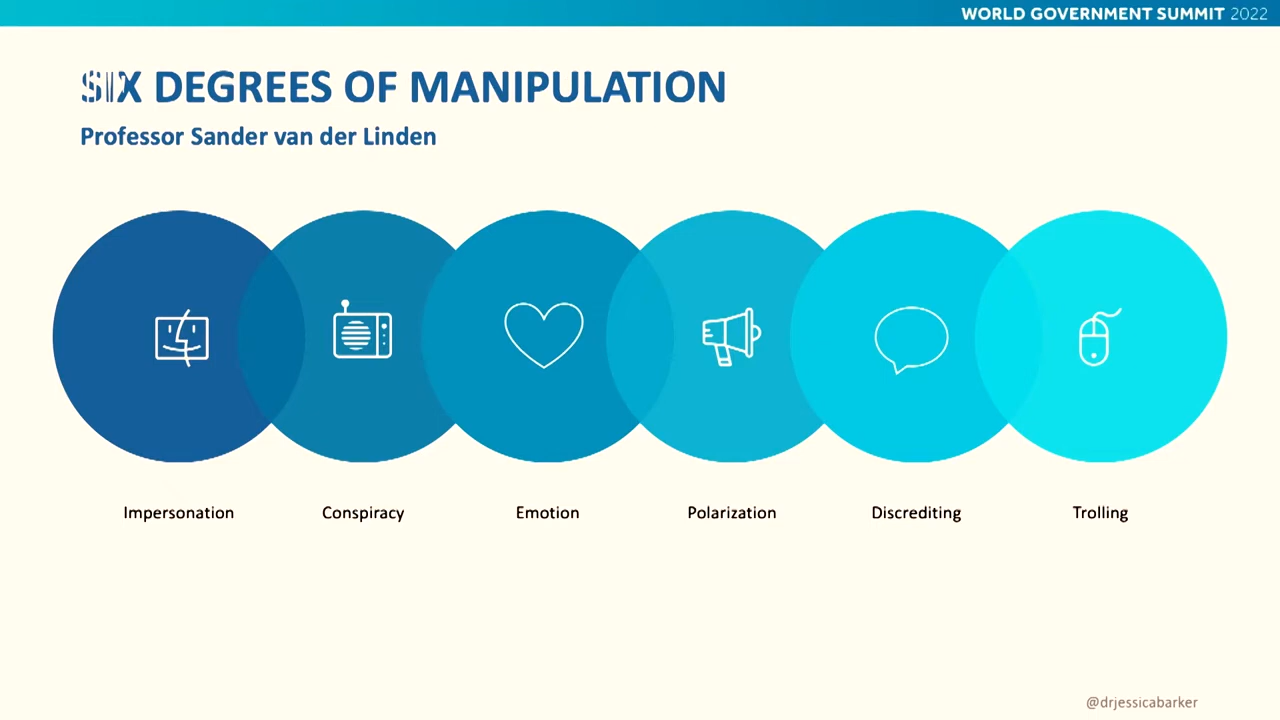 WORLD GOVERNMENT SUMMIT 2022
SIX DEGREES OF MANIPULATION
Professor Sander van der Linden
Impersonation Conspiracy Emotion Polarization Discrediting Trolling
@drjessicabarker